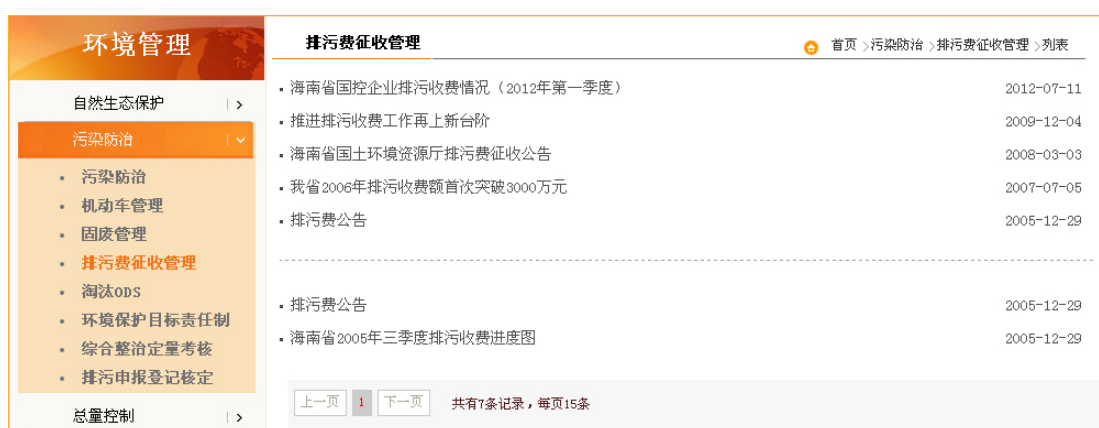 环境管理
自然生态保护
污染防治
污染防治
机动车管理
固废管理
排污费征收管理
淘汰ODS
环境保护目标责任制
综合整治定量考核
排污申报登记核定
总量控制
排污费征收管理
首页 >污染防治 >排污费征收管理 >列表
海南省国控企业排污收费情况（2012年第一季度） 2012-07-11
推进排污收费工作再上新台阶 2009-12-04
海南省国土环境资源厅排污费征收公告 2008-03-03
我省2006年排污收费额首次突破3000万元 2007-07-05
排污费公告 2005-12-29
排污费公告 2005-12-29
海南省2005年三季度排污收费进度图 2005-12-29
上一页 1 下一页 共有7条记录，每页15条